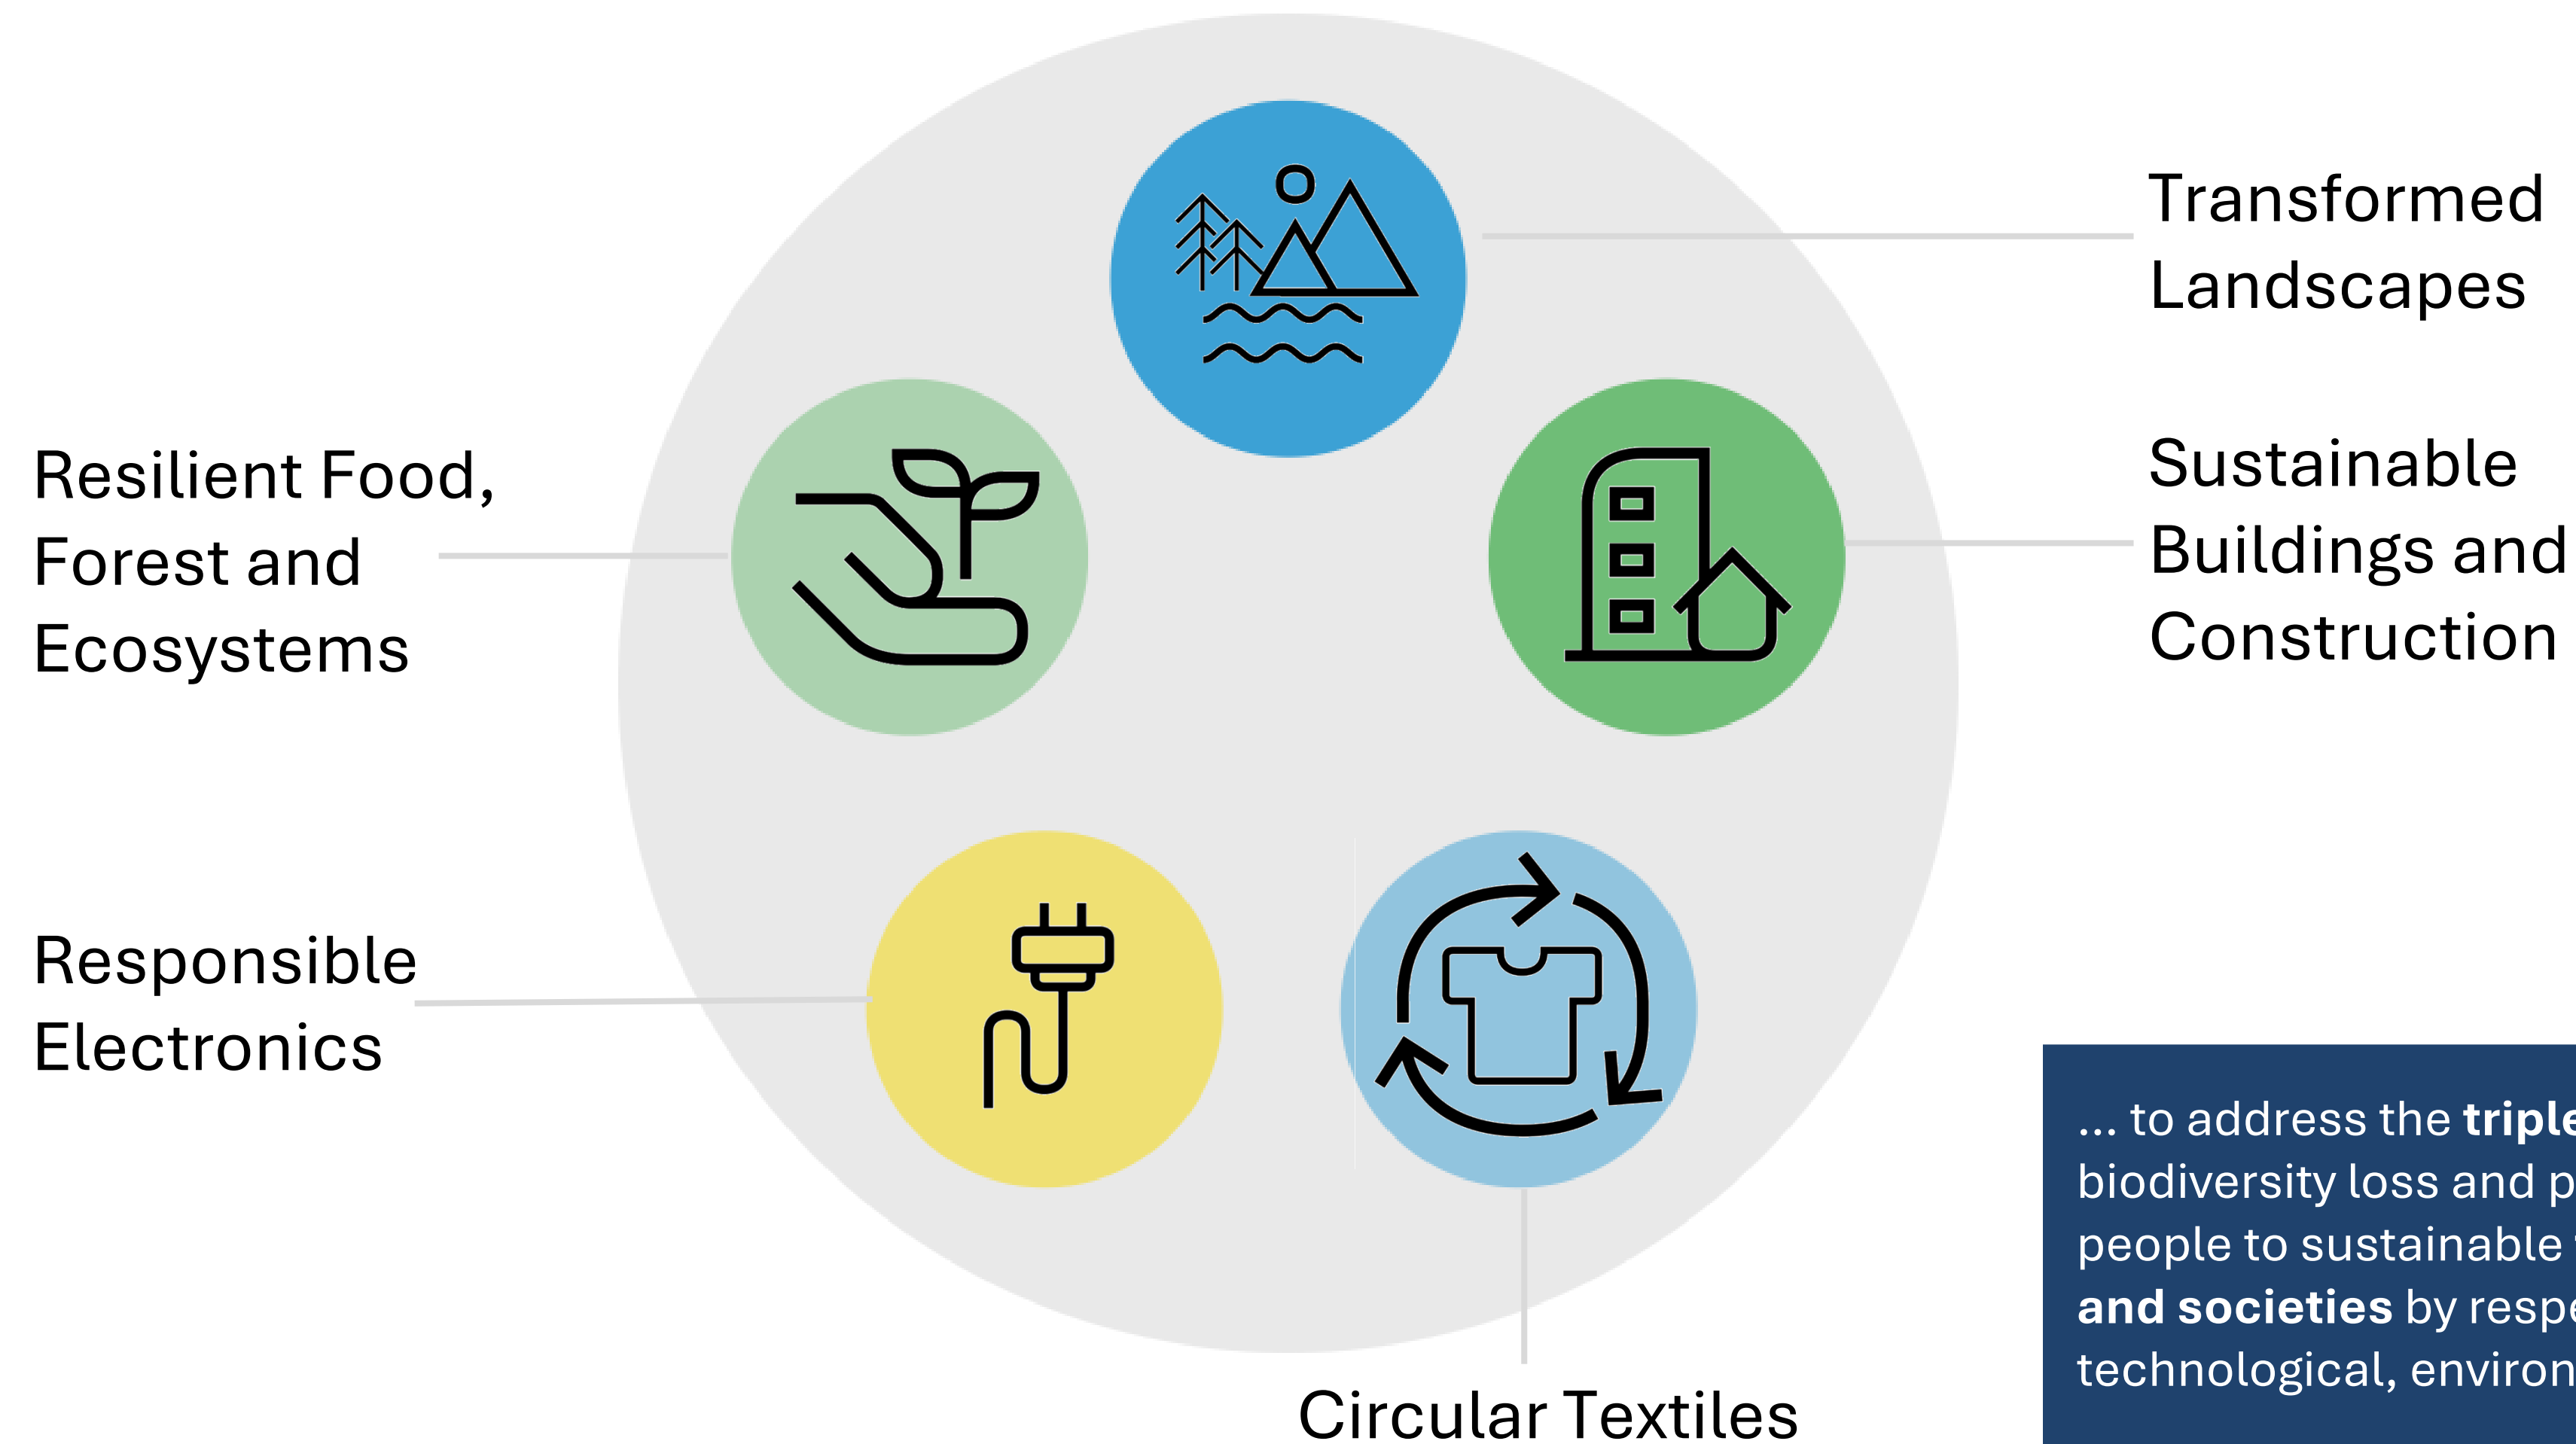 Transformed
Landscapes
Resilient Food,
Forest and
Ecosystems
Sustainable
Buildings and
Construction
Responsible
Electronics
Circular Textiles
... to address the
biodiversity loss and
people to sustainable
and societies by
technological,